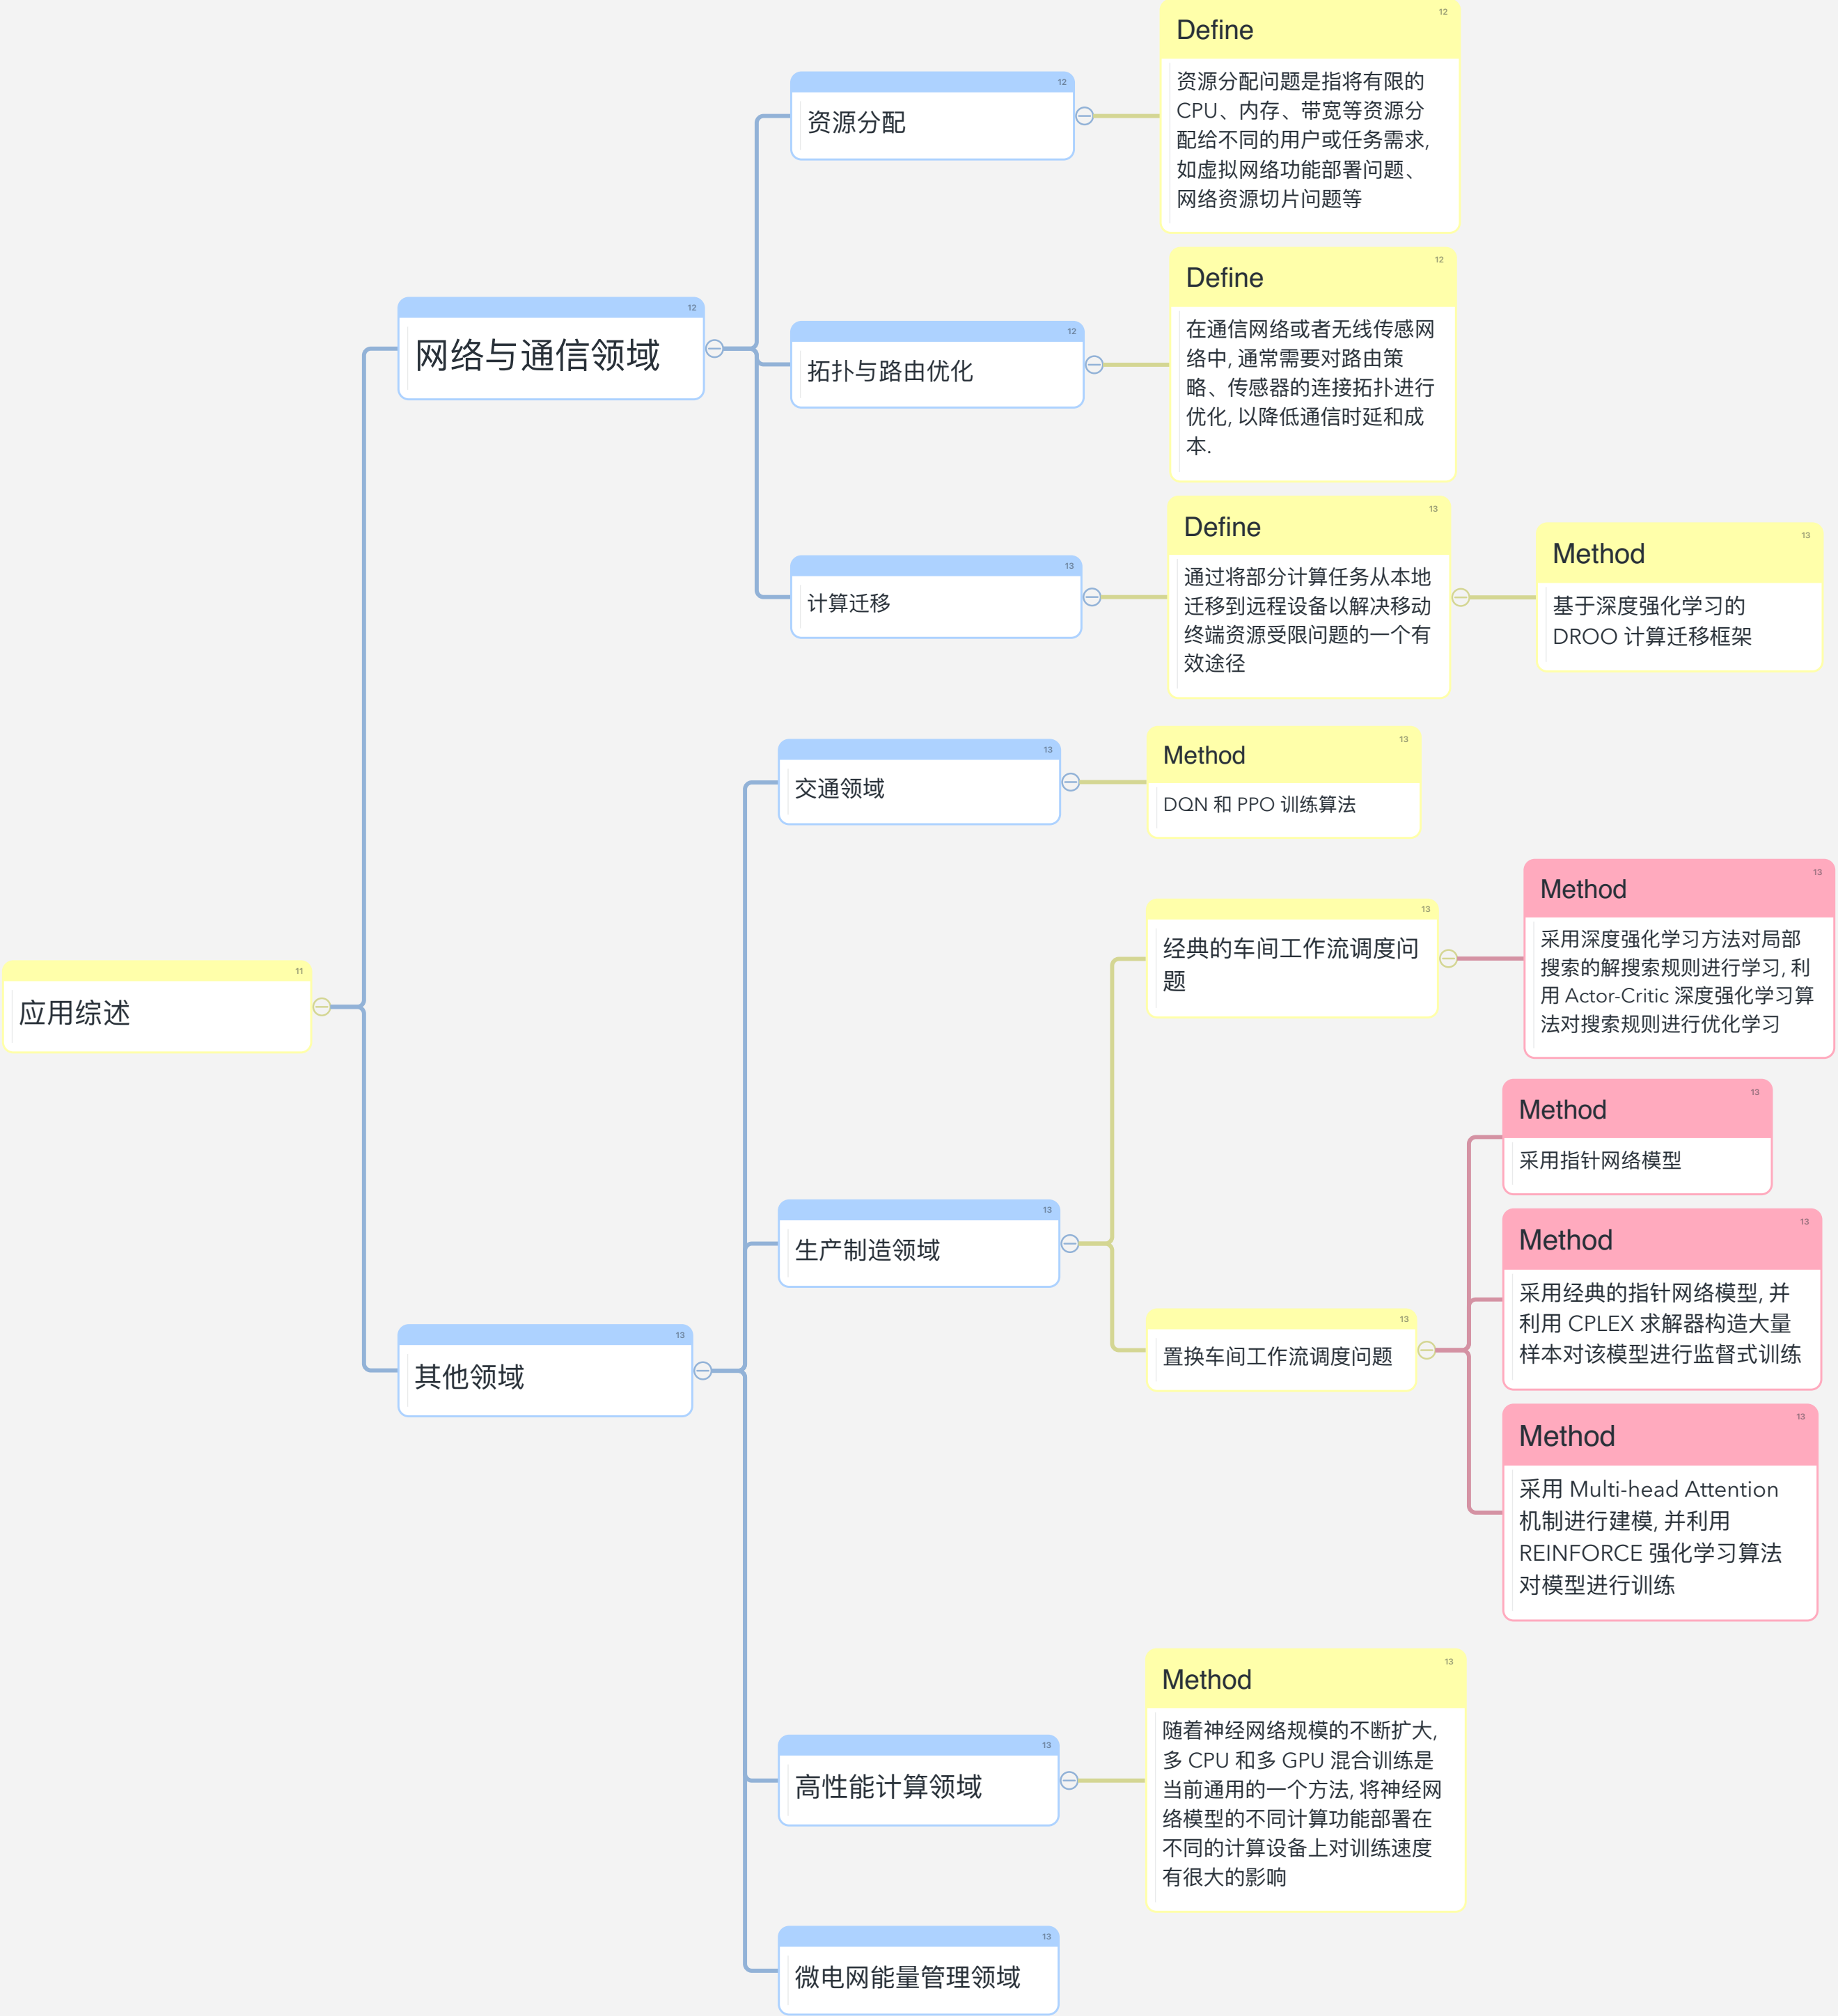 11
应用综述
12
网络与通信领域
12
资源分配
12
Define
资源分配问题是指将有限的
CPU、内存、带宽等资源分
配给不同的用户或任务需求,
如虚拟网络功能部署问题、
网络资源切片问题等
12
拓扑与路由优化
12
Define
在通信网络或者无线传感网
络中, 通常需要对路由策
略、传感器的连接拓扑进行
优化, 以降低通信时延和成
本.
13
计算迁移
13
Define
通过将部分计算任务从本地
迁移到远程设备以解决移动
终端资源受限问题的一个有
效途径
13
Method
基于深度强化学习的
DROO 计算迁移框架
13
其他领域
13
交通领域
13
Method
DQN 和 PPO 训练算法
13
生产制造领域
13
经典的车间工作流调度问
题
13
Method
采用深度强化学习方法对局部
搜索的解搜索规则进行学习, 利
用 Actor-Critic 深度强化学习算
法对搜索规则进行优化学习
13
置换车间工作流调度问题
13
Method
采用指针网络模型
13
Method
采用经典的指针网络模型, 并
利用 CPLEX 求解器构造大量
样本对该模型进行监督式训练
13
Method
采用 Multi-head Attention
机制进行建模, 并利用
REINFORCE 强化学习算法
对模型进行训练
13
高性能计算领域
13
Method
随着神经网络规模的不断扩大,
多 CPU 和多 GPU 混合训练是
当前通用的一个方法, 将神经网
络模型的不同计算功能部署在
不同的计算设备上对训练速度
有很大的影响
13
微电网能量管理领域